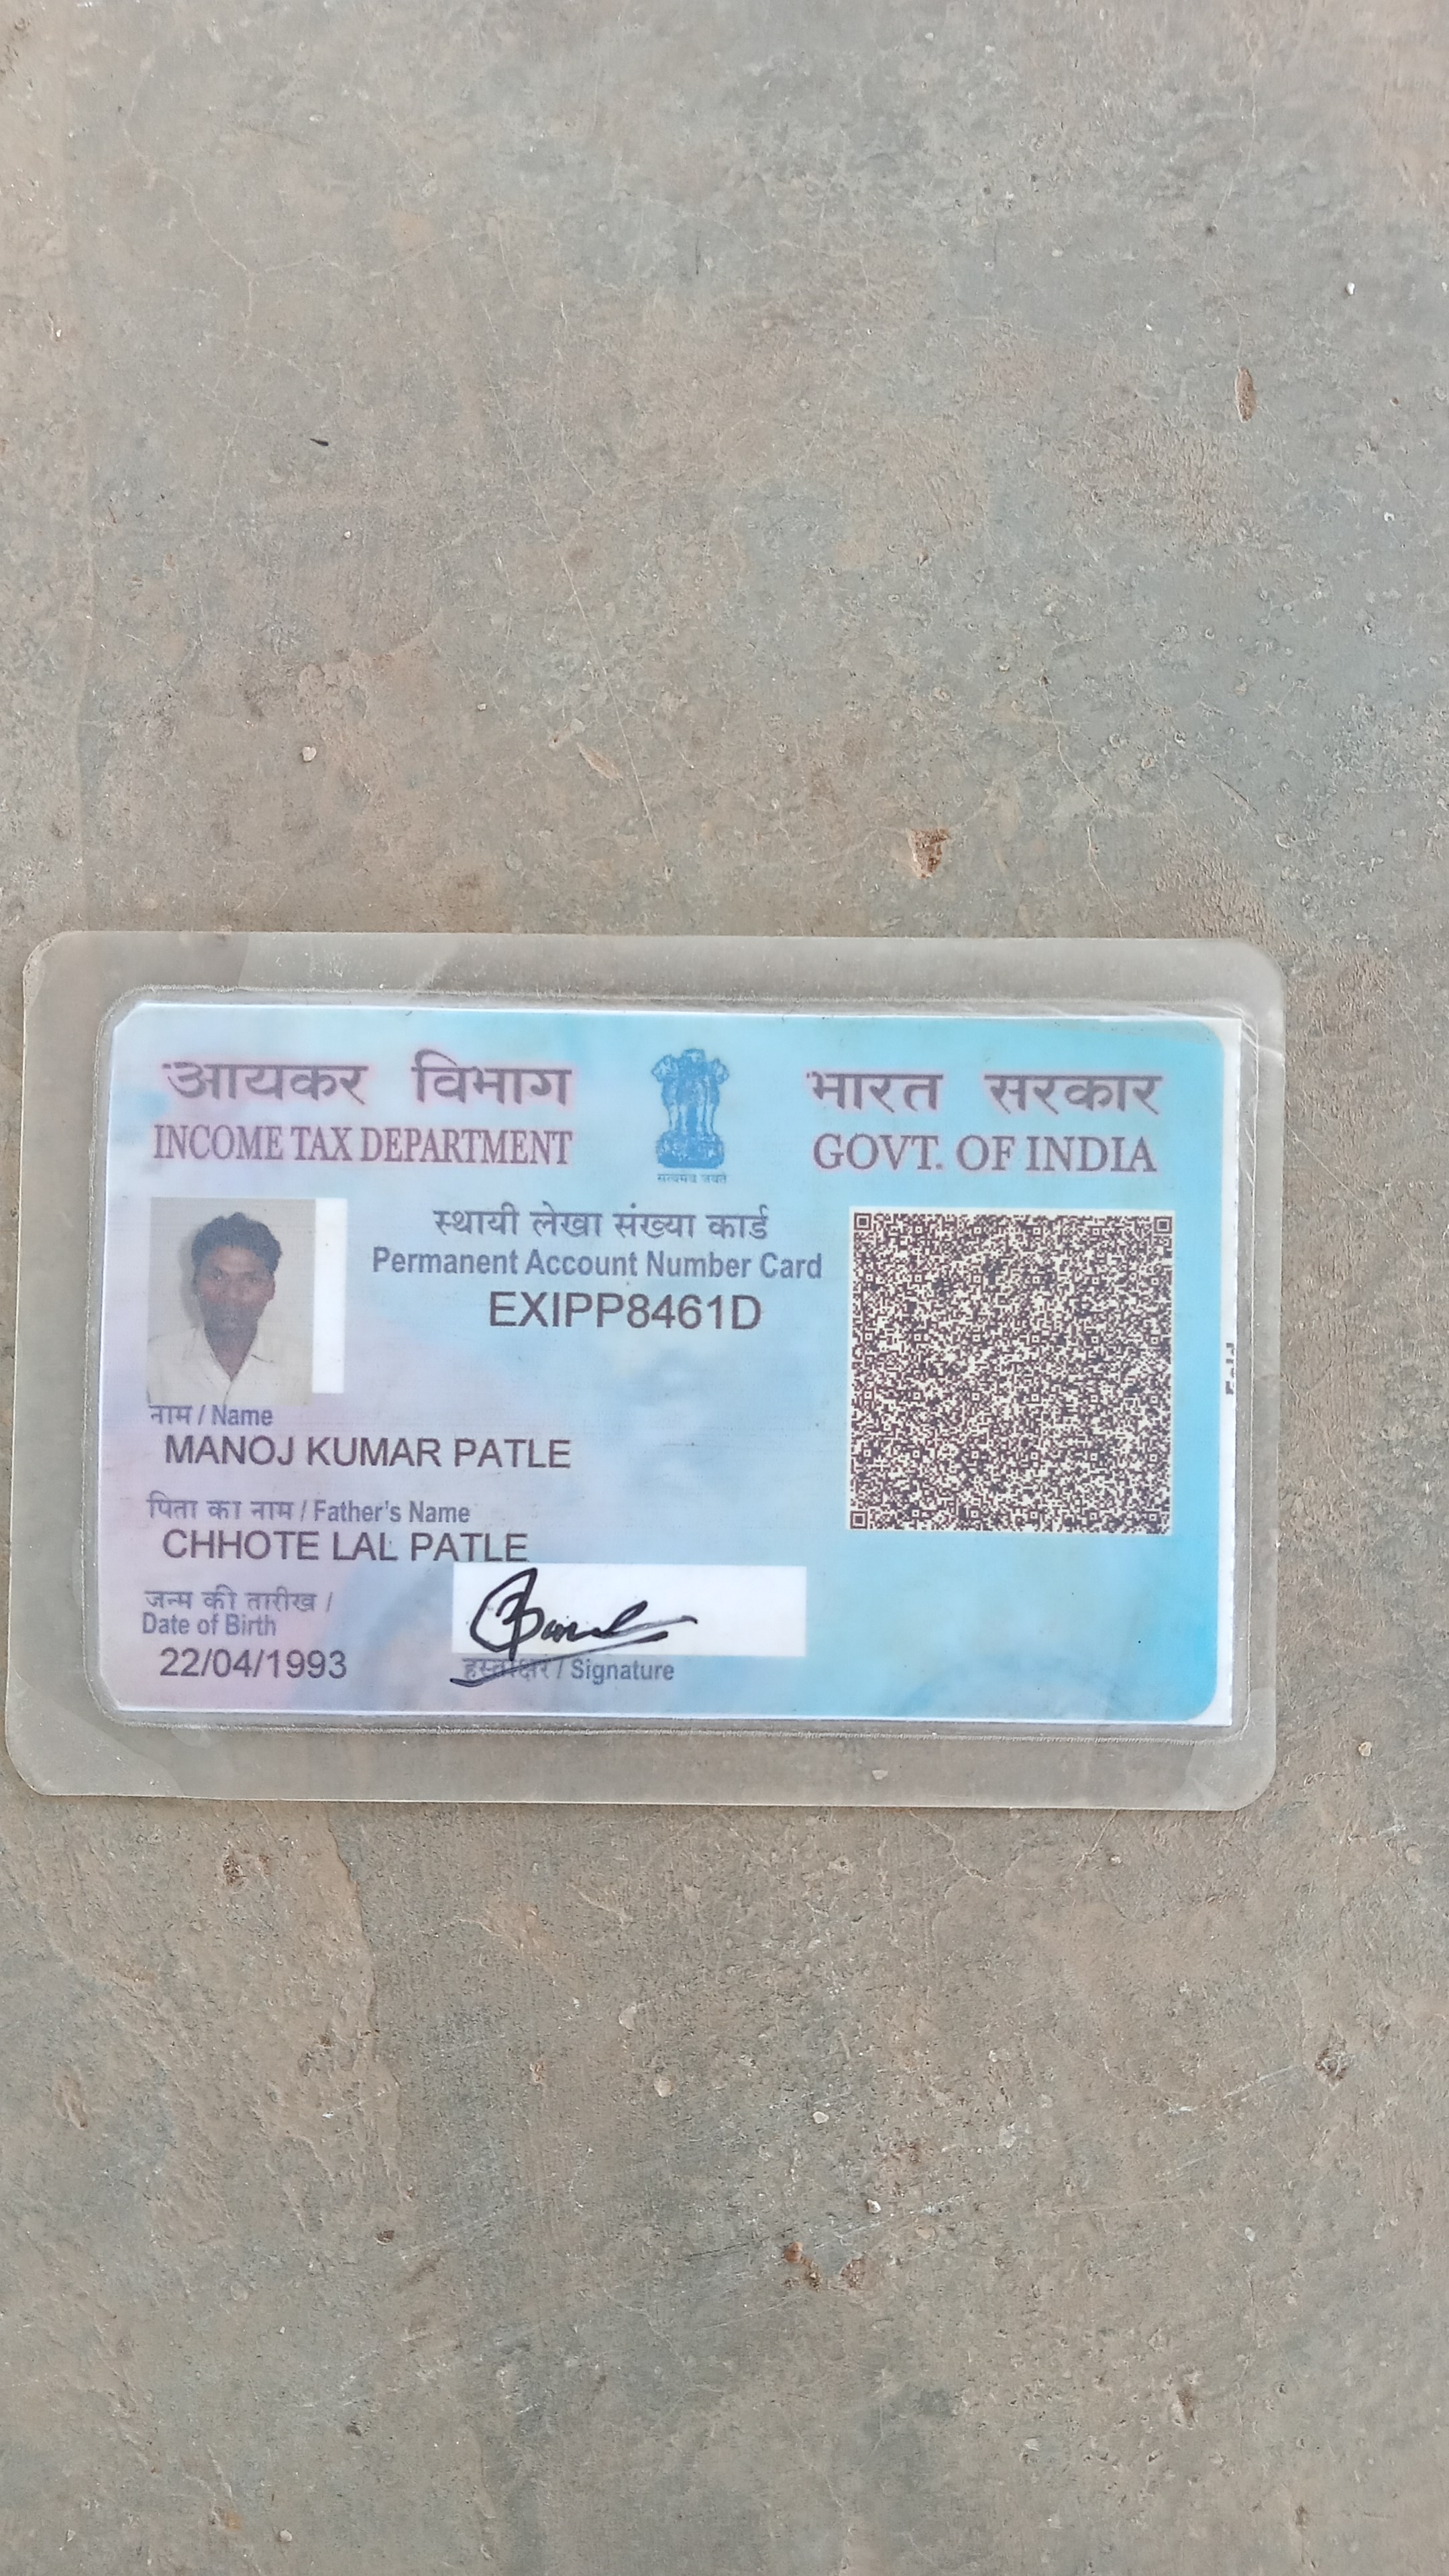 आयकर विभाग
INCOME TAX DEPARTMENT
सत्यमेव जयते
भारत सरकार
GOVT. OF INDIA
स्थायी लेखा संख्या कार्ड
Permanent Account Number Card
EXIPP8461D
नाम / Name
MANOJ KUMAR PATLE
पिता का नाम / Father's Name
CHHOTE LAL PATLE
जन्म की तारीख /
Date of Birth
22/04/1993
हस्ताक्षर / Signature